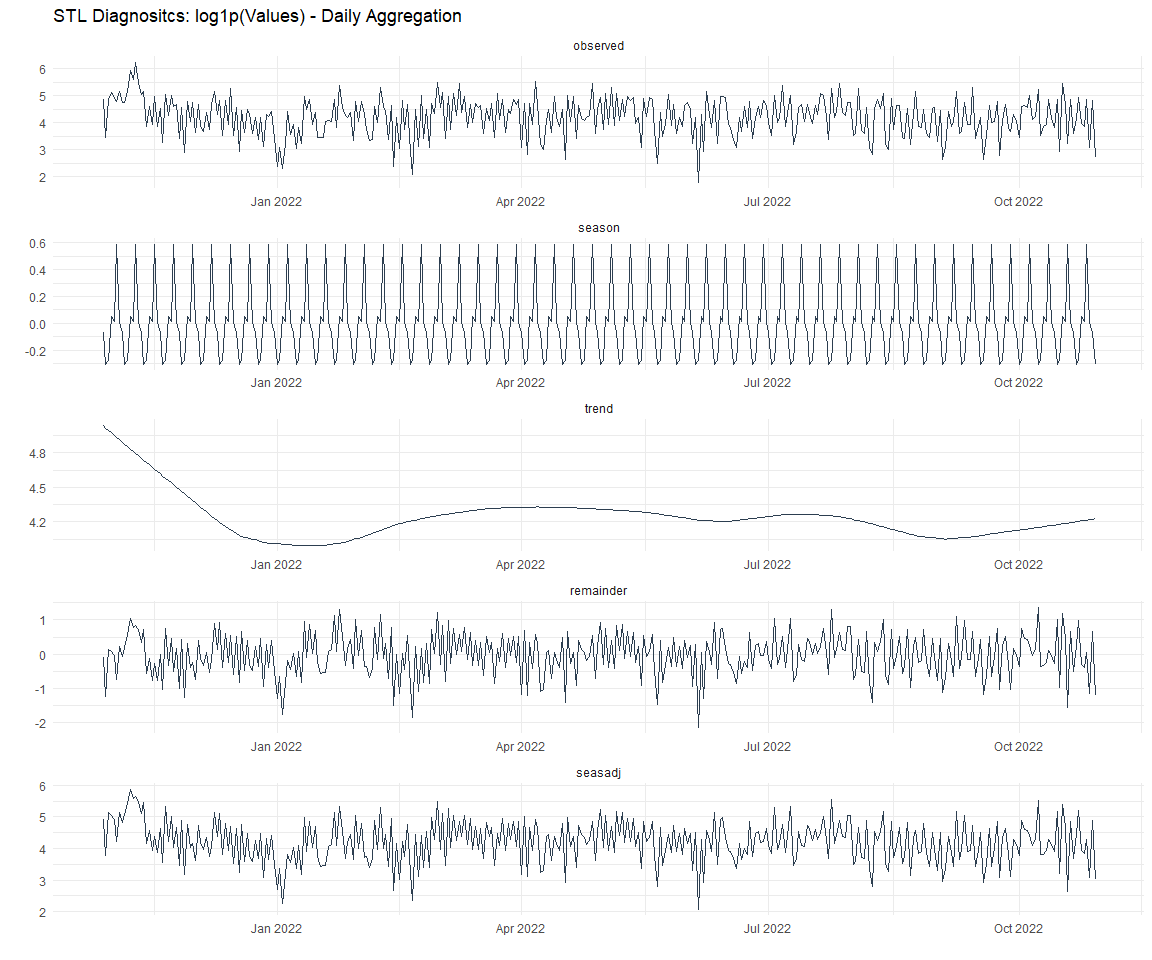 STL Diagnositcs: log1p(Values) - Daily Aggregation
observed
6
5
4
3
2
Jan 2022 Apr 2022 Jul 2022 Oct 2022
season
0.6
0.4
0.2
0.0
-0.2
Jan 2022 Apr 2022 Jul 2022 Oct 2022
trend
4.8
4.5
4.2
Jan 2022 Apr 2022 Jul 2022 Oct 2022
remainder
1
0
-1
-2
Jan 2022 Apr 2022 Jul 2022 Oct 2022
seasadj
6
5
4
3
2
Jan 2022 Apr 2022 Jul 2022 Oct 2022